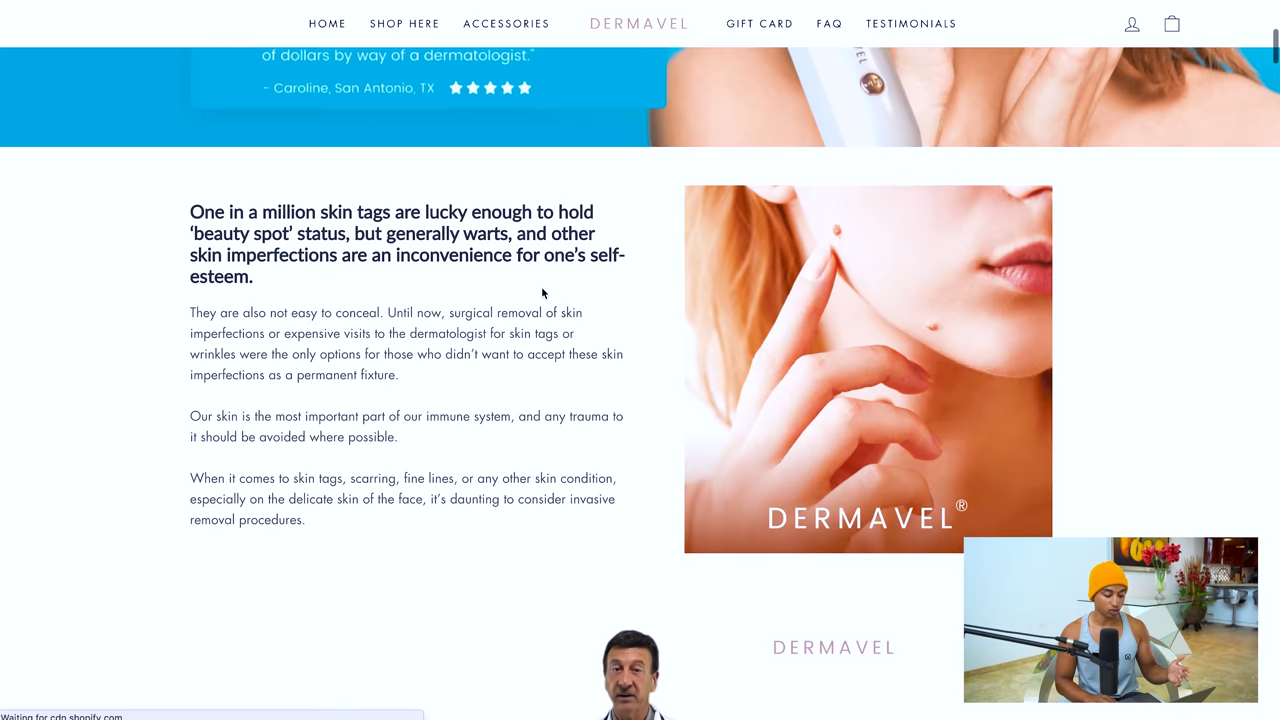 HOME SHOP HERE ACCESSORIES DERMAVEL GIFT CARD FAQ TESTIMONIALS
of dollars by way of a dermatologist."
- Caroline, San Antonio, TX
VEL
One in a million skin tags are lucky enough to hold
‘beauty spot’ status, but generally warts, and other
skin imperfections are an inconvenience for one’s self-
esteem.
They are also not easy to conceal. Until now, surgical removal of skin
imperfections or expensive visits to the dermatologist for skin tags or
wrinkles were the only options for those who didn’t want to accept these skin
imperfections as a permanent fixture.
Our skin is the most important part of our immune system, and any trauma to
it should be avoided where possible.
When it comes to skin tags, scarring, fine lines, or any other skin condition,
especially on the delicate skin of the face, it’s daunting to consider invasive
removal procedures.
DERMAVEL®
DERMAVEL
Waiting for cdn.shopify.com